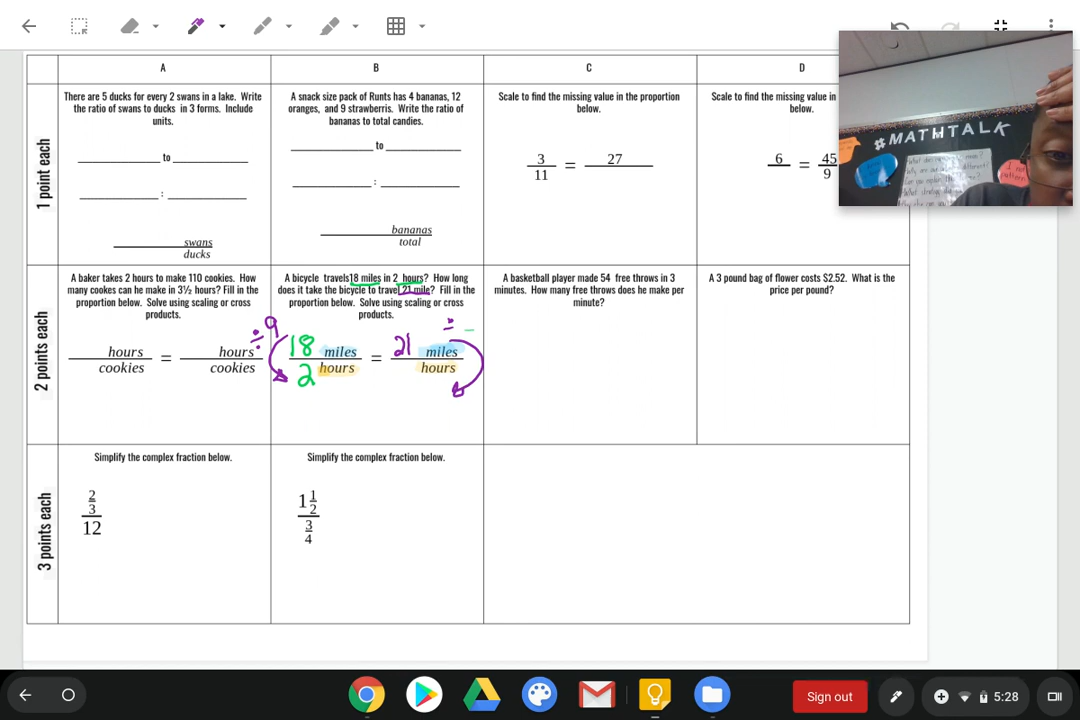 A
B
C
D
1 point each
There are 5 ducks for every 2 swans in a lake. Write
the ratio of swans to ducks in 3 forms. Include
units.
to
:
swans
ducks
A snack size pack of Runts has 4 bananas, 12
oranges, and 9 strawberris. Write the ratio of
bananas to total candies.
to
:
bananas
total
Scale to find the missing value in the proportion
below.
3 = 27
11
Scale to find the missing value in
below.
6 = 45
9
#MATHTALK
2 points each
A baker takes 2 hours to make 110 cookies. How
many cookes can he make in 3½ hours? Fill in the
proportion below. Solve using scaling or cross
products.
hours = hours
cookies cookies
A bicycle travels18 miles in 2 hours? How long
does it take the bicycle to travel 21 mile? Fill in the
proportion below. Solve using scaling or cross
products.
÷9
÷
18 miles = 21 miles
2 hours hours
A basketball player made 54 free throws in 3
minutes. How many free throws does he make per
minute?
A 3 pound bag of flower costs $2.52. What is the
price per pound?
3 points each
Simplify the complex fraction below.
2
3
12
Simplify the complex fraction below.
1 1
2
3
4
Sign out
5:28